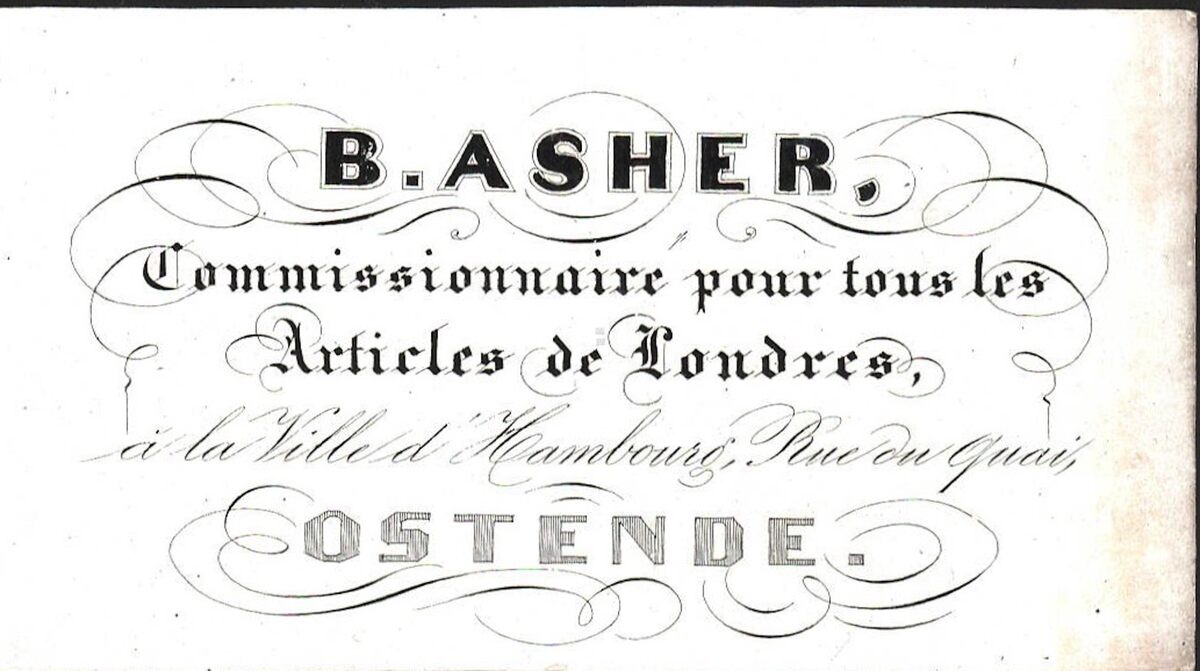 B. ASHER,
Commissionnaire pour tous les
Articles de Londres,
à la Ville d'Hambourg, Rue du Quai,
OSTENDE.